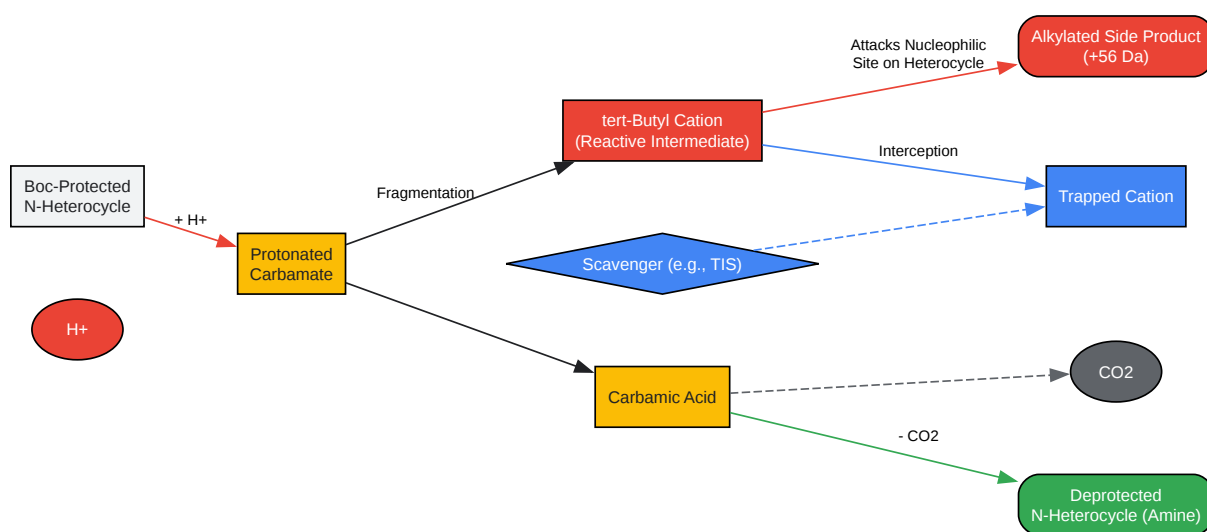 Boc-Protected
N-Heterocycle
+ H+
H+
Protonated
Carbamate
Fragmentation
tert-Butyl Cation
(Reactive Intermediate)
Attacks Nucleophilic
Site on Heterocycle
Alkylated Side Product
(+56 Da)
Interception
Trapped Cation
Scavenger (e.g., TIS)
Carbamic Acid
CO2
- CO2
Deprotected
N-Heterocycle (Amine)